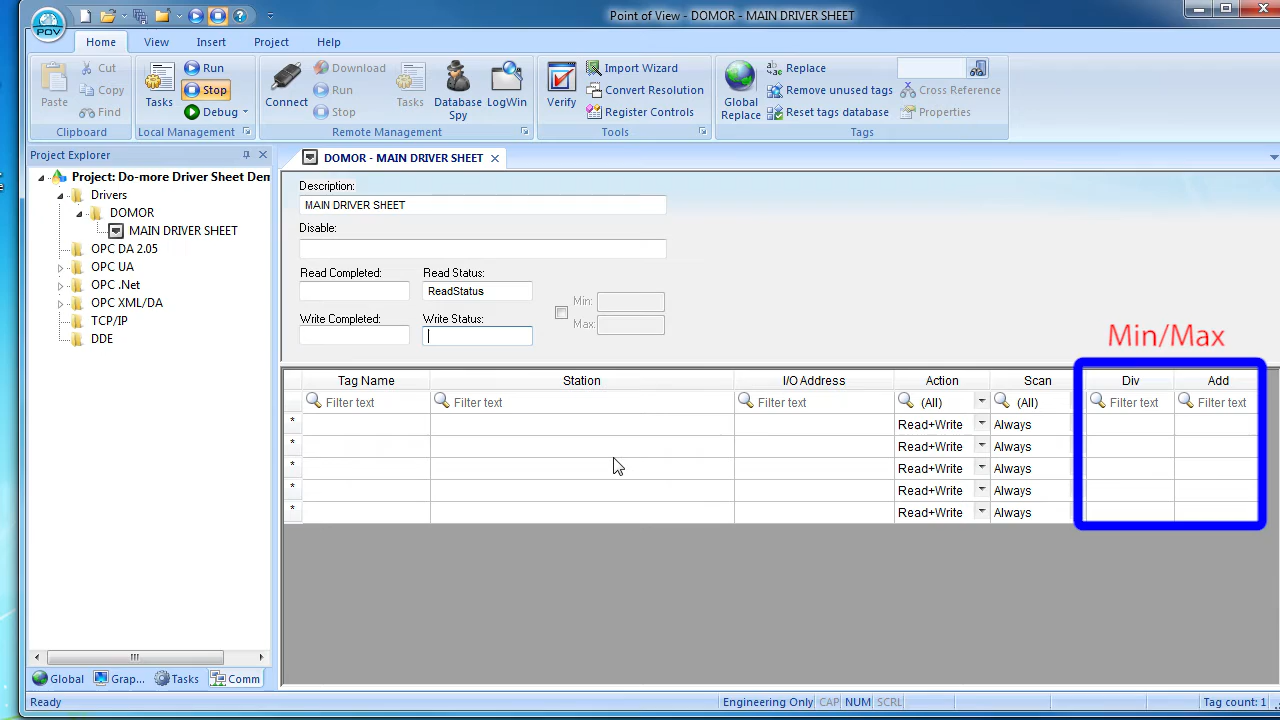 Point of View - DOMOR - MAIN DRIVER SHEET
POV
Home View Insert Project Help
Paste
Cut
Copy
Find
Clipboard
Tasks
Run
Stop
Debug
Local Management
Connect
Download
Run
Stop
Tasks
Database Spy
LogWin
Remote Management
Verify
Import Wizard
Convert Resolution
Register Controls
Tools
Global Replace
Replace
Remove unused tags
Reset tags database
Cross Reference
Properties
Tags
Project Explorer
Project: Do-more Driver Sheet Dem
Drivers
DOMOR
MAIN DRIVER SHEET
OPC DA 2.05
OPC UA
OPC .Net
OPC XML/DA
TCP/IP
DDE
Global Grap... Tasks Comm
DOMOR - MAIN DRIVER SHEET
Description:
MAIN DRIVER SHEET
Disable:
Read Completed: Read Status:
ReadStatus
Min:
Write Completed: Write Status:
Max:
Min/Max
Tag Name Station I/O Address Action Scan Div Add
Filter text Filter text Filter text (All) (All) Filter text Filter text
* Read+Write Always
* Read+Write Always
* Read+Write Always
* Read+Write Always
* Read+Write Always
Ready Engineering Only CAP NUM SCRL Tag count: 1